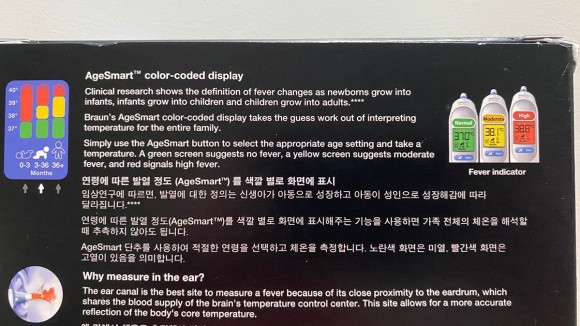 AgeSmart™ color-coded display
Clinical research shows the definition of fever changes as newborns grow into
infants, infants grow into children and children grow into adults.****
Braun's AgeSmart color-coded display takes the guess work out of interpreting
temperature for the entire family.
Simply use the AgeSmart button to select the appropriate age setting and take a
temperature. A green screen suggests no fever, a yellow screen suggests moderate
fever, and red signals high fever.
40°
39°
38°
37°
0-3 3-36 36+
Months
Normal
37.0
Moderate
38.1
High
38.8
Fever indicator
연령에 따른 발열 정도 (AgeSmart™) 를 색깔 별로 화면에 표시
임상연구에 따르면, 발열에 대한 정의는 신생아가 아동으로 성장하고 아동이 성인으로 성장해감에 따라
달라집니다.****
연령에 따른 발열 정도(AgeSmart™)를 색깔 별로 화면에 표시해주는 기능을 사용하면 가족 전체의 체온을 해석할
때 추측하지 않아도 됩니다.
AgeSmart 단추를 사용하여 적절한 연령을 선택하고 체온을 측정합니다. 노란색 화면은 미열, 빨간색 화면은
고열이 있음을 의미합니다.
Why measure in the ear?
The ear canal is the best site to measure a fever because of its close proximity to the eardrum, which
shares the blood supply of the brain's temperature control center. This site allows for a more accurate
reflection of the body's core temperature.